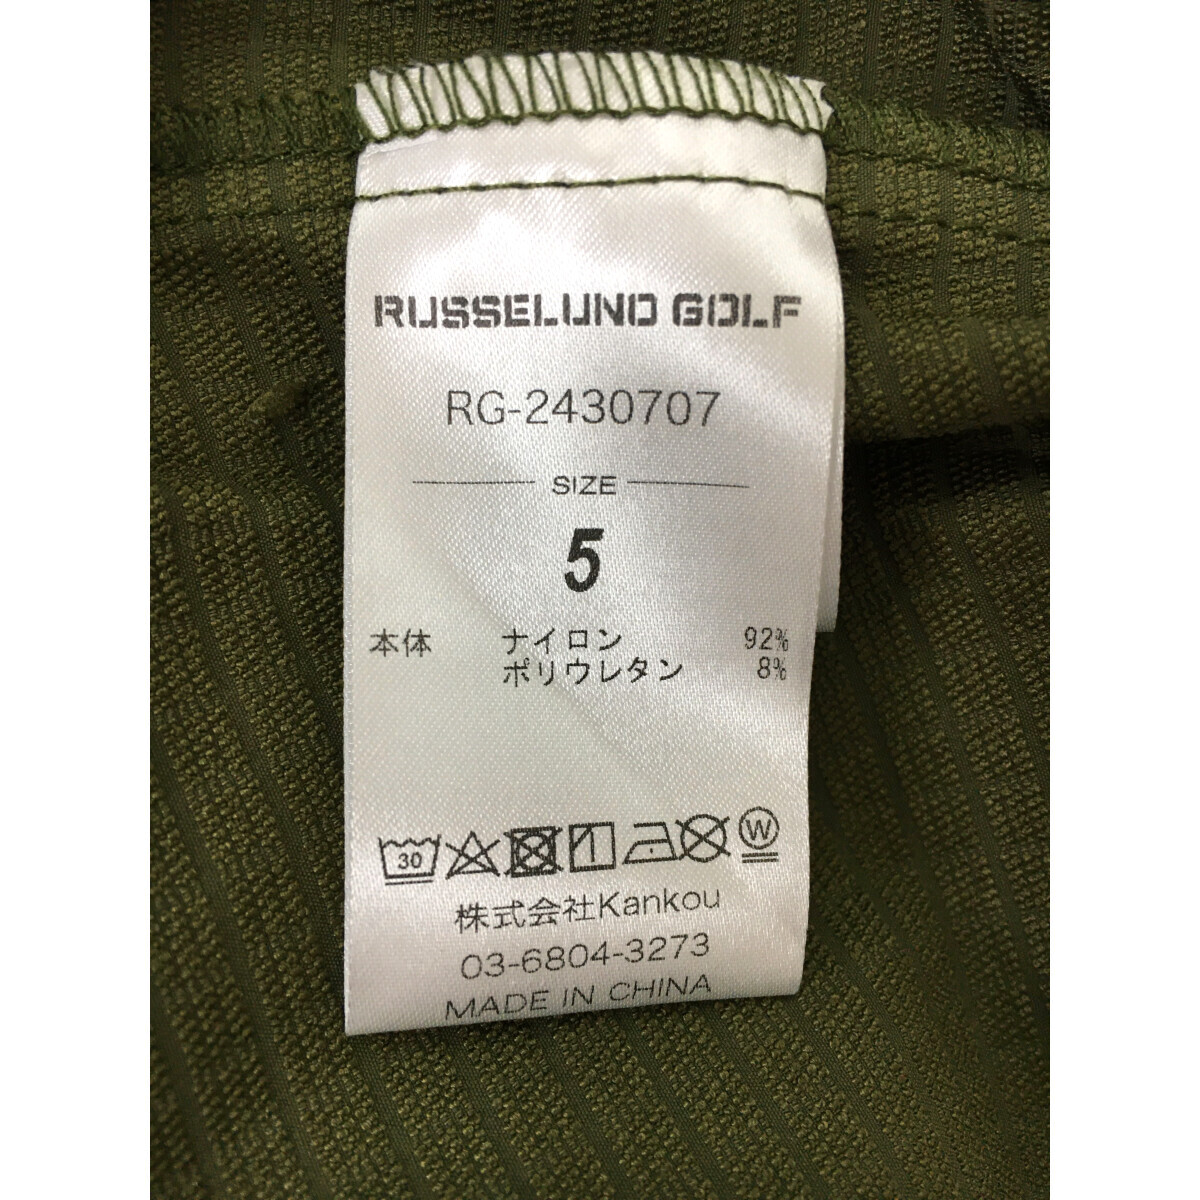 RUSSELUNO GOLF
RG-2430707
SIZE
5
本体 ナイロン 92%
ポリウレタン 8%
30 W
株式会社Kankou
03-6804-3273
MADE IN CHINA